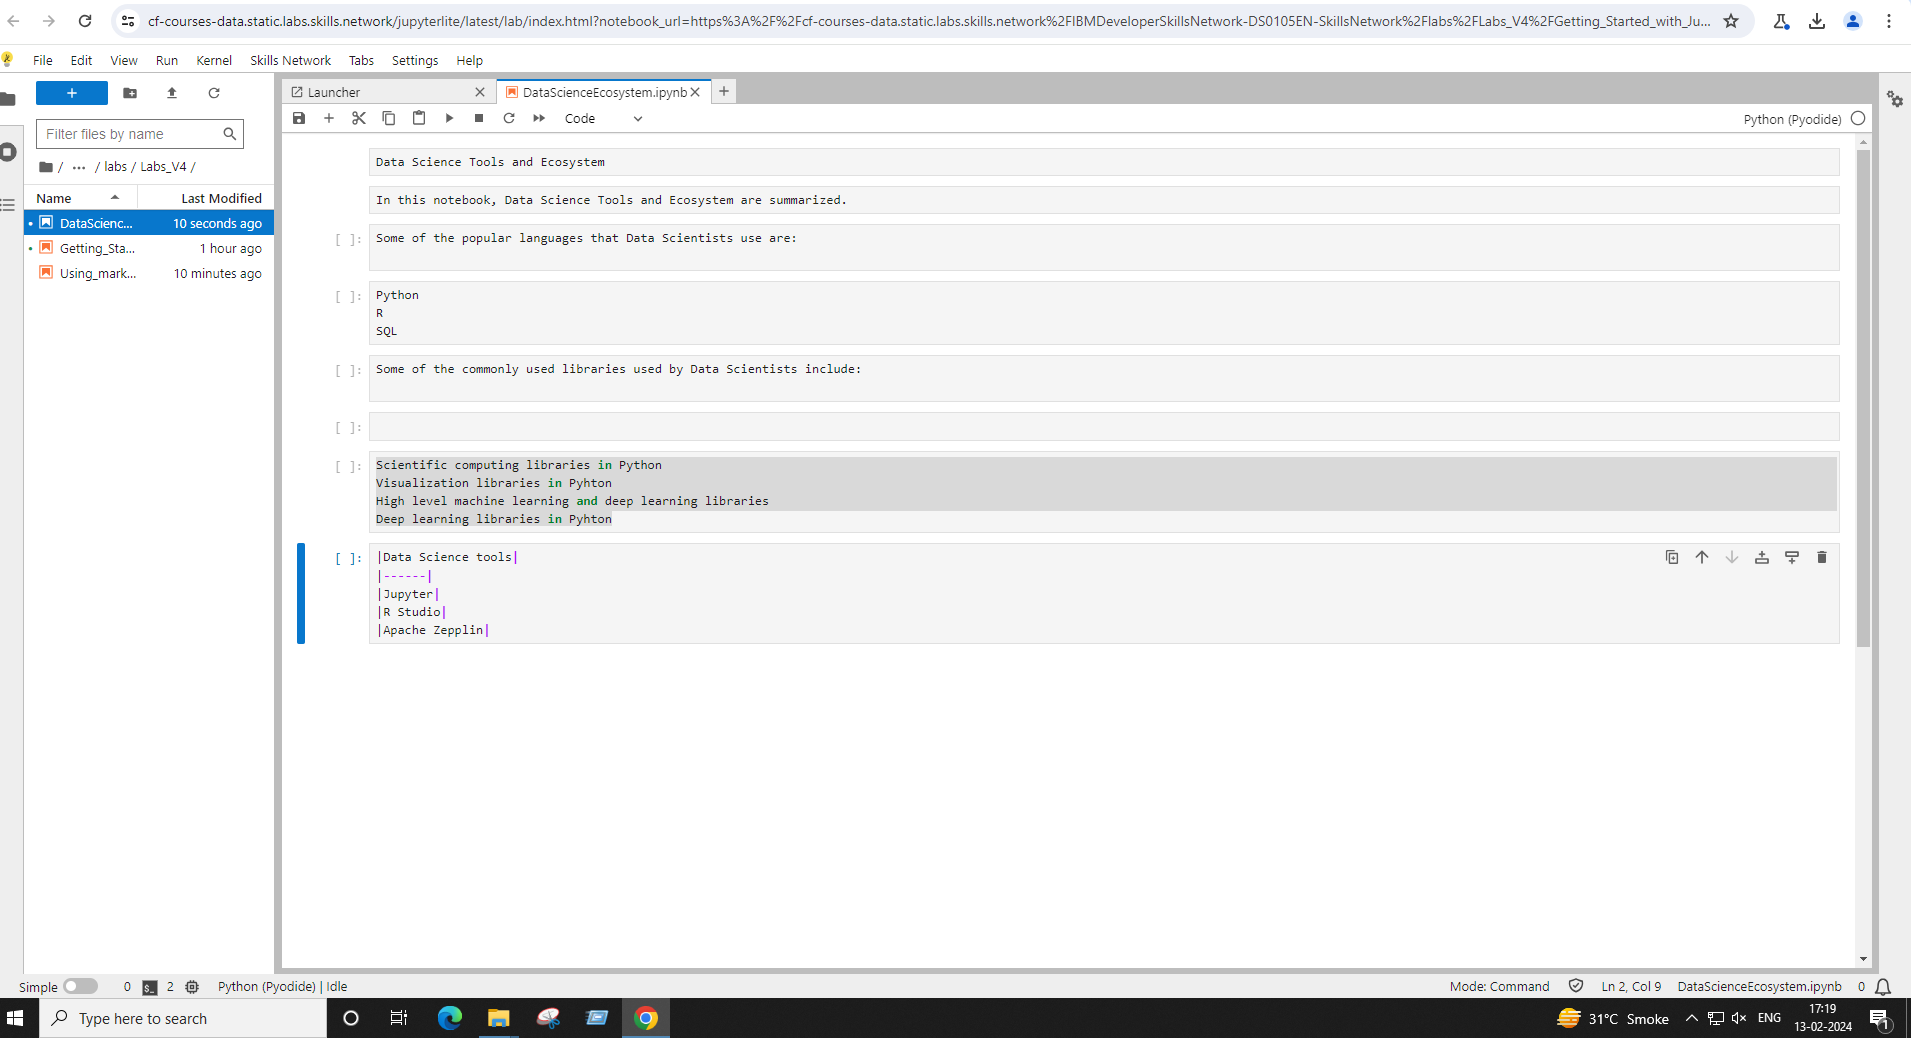 cf-courses-data.static.labs.skills.network/jupyterlite/latest/lab/index.html?notebook_url=https%3A%2F%2Fcf-courses-data.static.labs.skills.network%2FIBMDeveloperSkillsNetwork-DS0105EN-SkillsNetwork%2Flabs%2FLabs_V4%2FGetting_Started_with_Ju...
File Edit View Run Kernel Skills Network Tabs Settings Help
+ Launcher DataScienceEcosystem.ipynb
Code Python (Pyodide)
Filter files by name
/ ··· / labs / Labs_V4 /
Name Last Modified
DataScienc... 10 seconds ago
Getting_Sta... 1 hour ago
Using_mark... 10 minutes ago
Data Science Tools and Ecosystem
In this notebook, Data Science Tools and Ecosystem are summarized.
[ ]: Some of the popular languages that Data Scientists use are:
[ ]: Python
R
SQL
[ ]: Some of the commonly used libraries used by Data Scientists include:
[ ]:
[ ]: Scientific computing libraries in Python
Visualization libraries in Pyhton
High level machine learning and deep learning libraries
Deep learning libraries in Pyhton
[ ]: |Data Science tools|
|------|
|Jupyter|
|R Studio|
|Apache Zepplin|
Simple 0 $_ 2 Python (Pyodide) | Idle Mode: Command Ln 2, Col 9 DataScienceEcosystem.ipynb 0
Type here to search 31°C Smoke ENG 17:19
13-02-2024 1